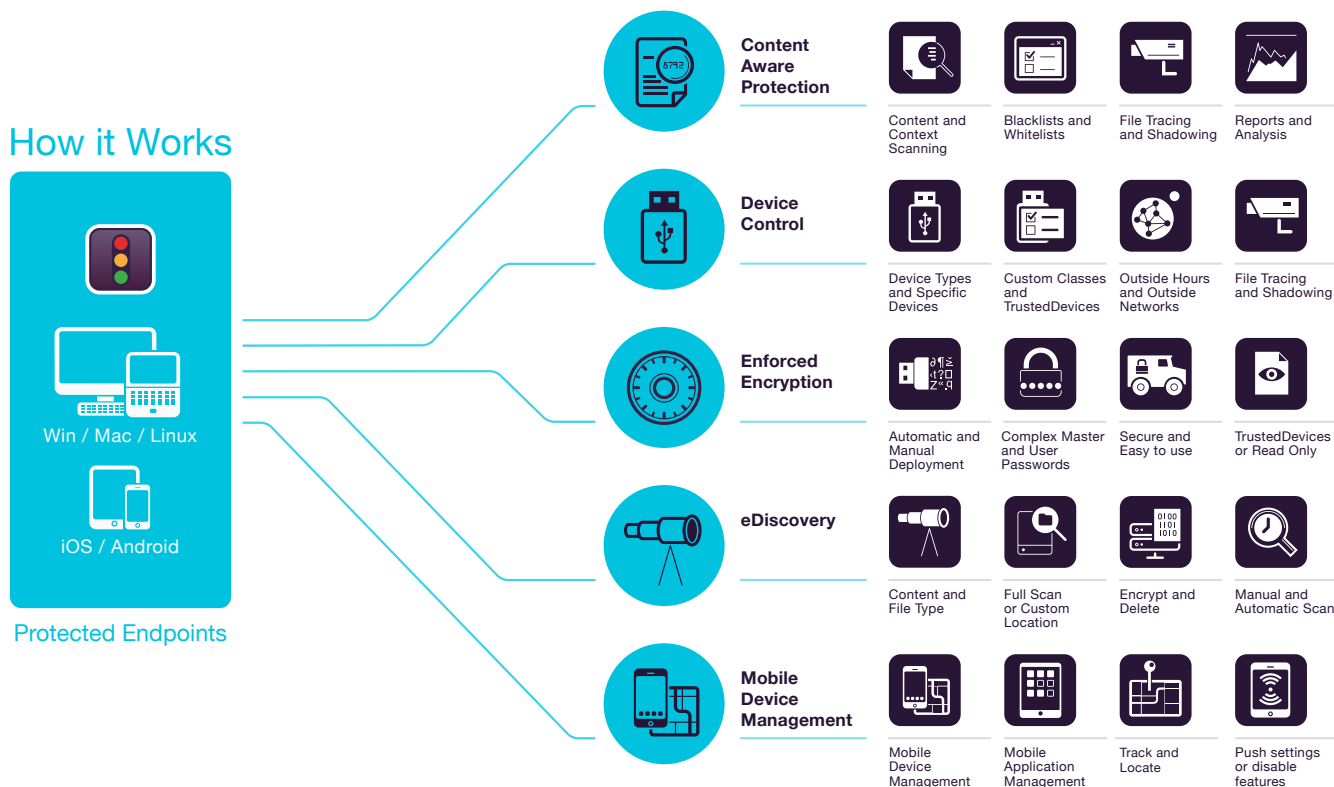 How it Works
Win / Mac / Linux
iOS / Android
Protected Endpoints
Content
Aware
Protection
8792
Content and
Context
Scanning
Blacklists and
Whitelists
File Tracing
and Shadowing
Reports and
Analysis
Device
Control
Device Types
and Specific
Devices
Custom Classes
and
TrustedDevices
Outside Hours
and Outside
Networks
File Tracing
and Shadowing
Enforced
Encryption
Automatic and
Manual
Deployment
Complex Master
and User
Passwords
Secure and
Easy to use
TrustedDevices
or Read Only
eDiscovery
0100
1101
1010
Content and
File Type
Full Scan
or Custom
Location
Encrypt and
Delete
Manual and
Automatic Scan
Mobile
Device
Management
Mobile
Device
Management
Mobile
Application
Management
Track and
Locate
Push settings
or disable
features